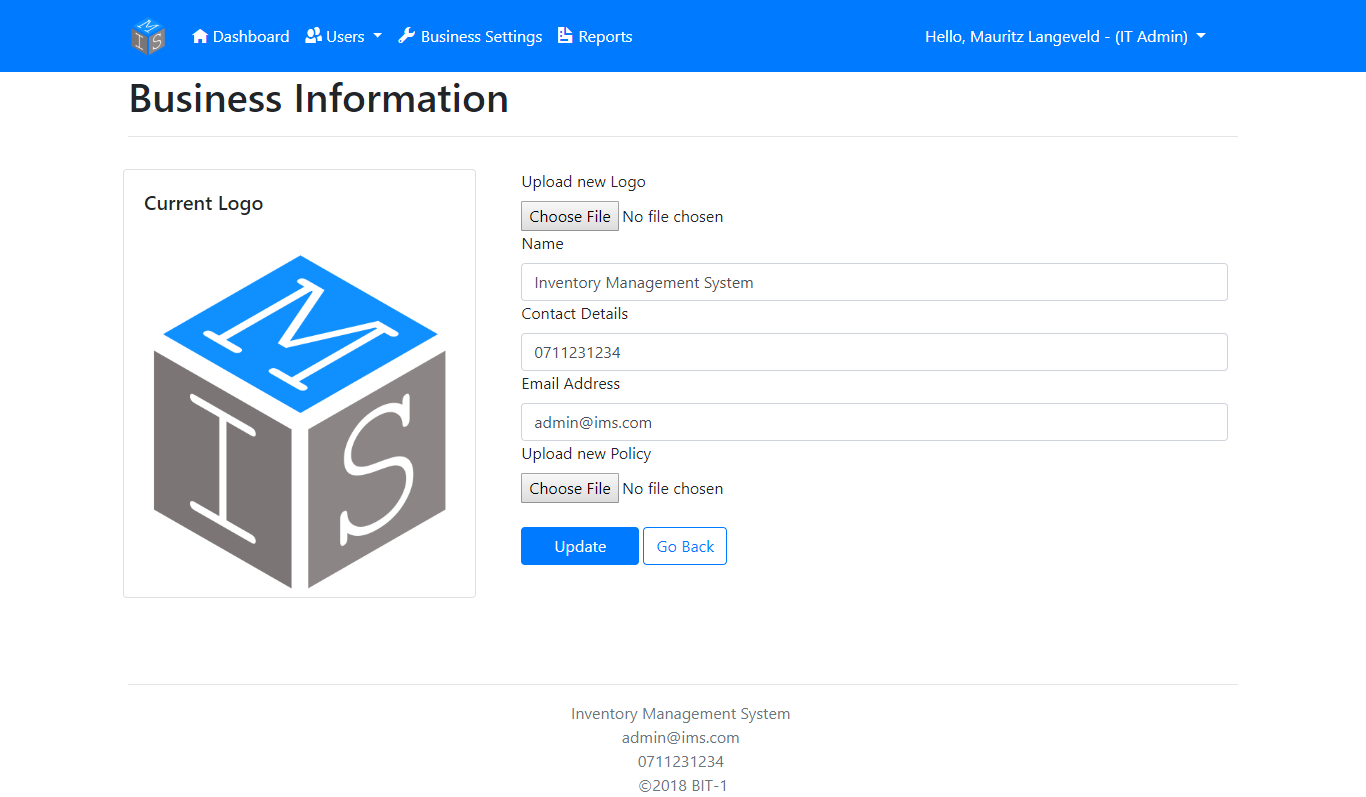 M
I S
Dashboard Users Business Settings Reports Hello, Mauritz Langeveld - (IT Admin)
Business Information
Current Logo
M
I S
Upload new Logo
Choose File No file chosen
Name
Inventory Management System
Contact Details
0711231234
Email Address
admin@ims.com
Upload new Policy
Choose File No file chosen
Update Go Back
Inventory Management System
admin@ims.com
0711231234
©2018 BIT-1